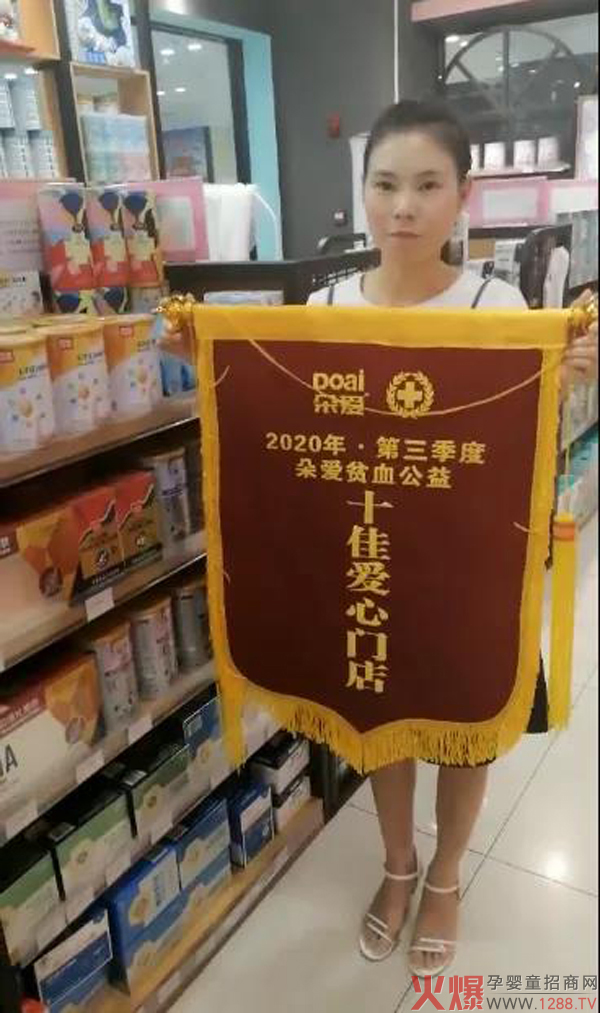 Doai
朵爱
2020年·第三季度
朵爱贫血公益
十佳爱心门店
火爆孕婴童招商网
WWW.1288.TV